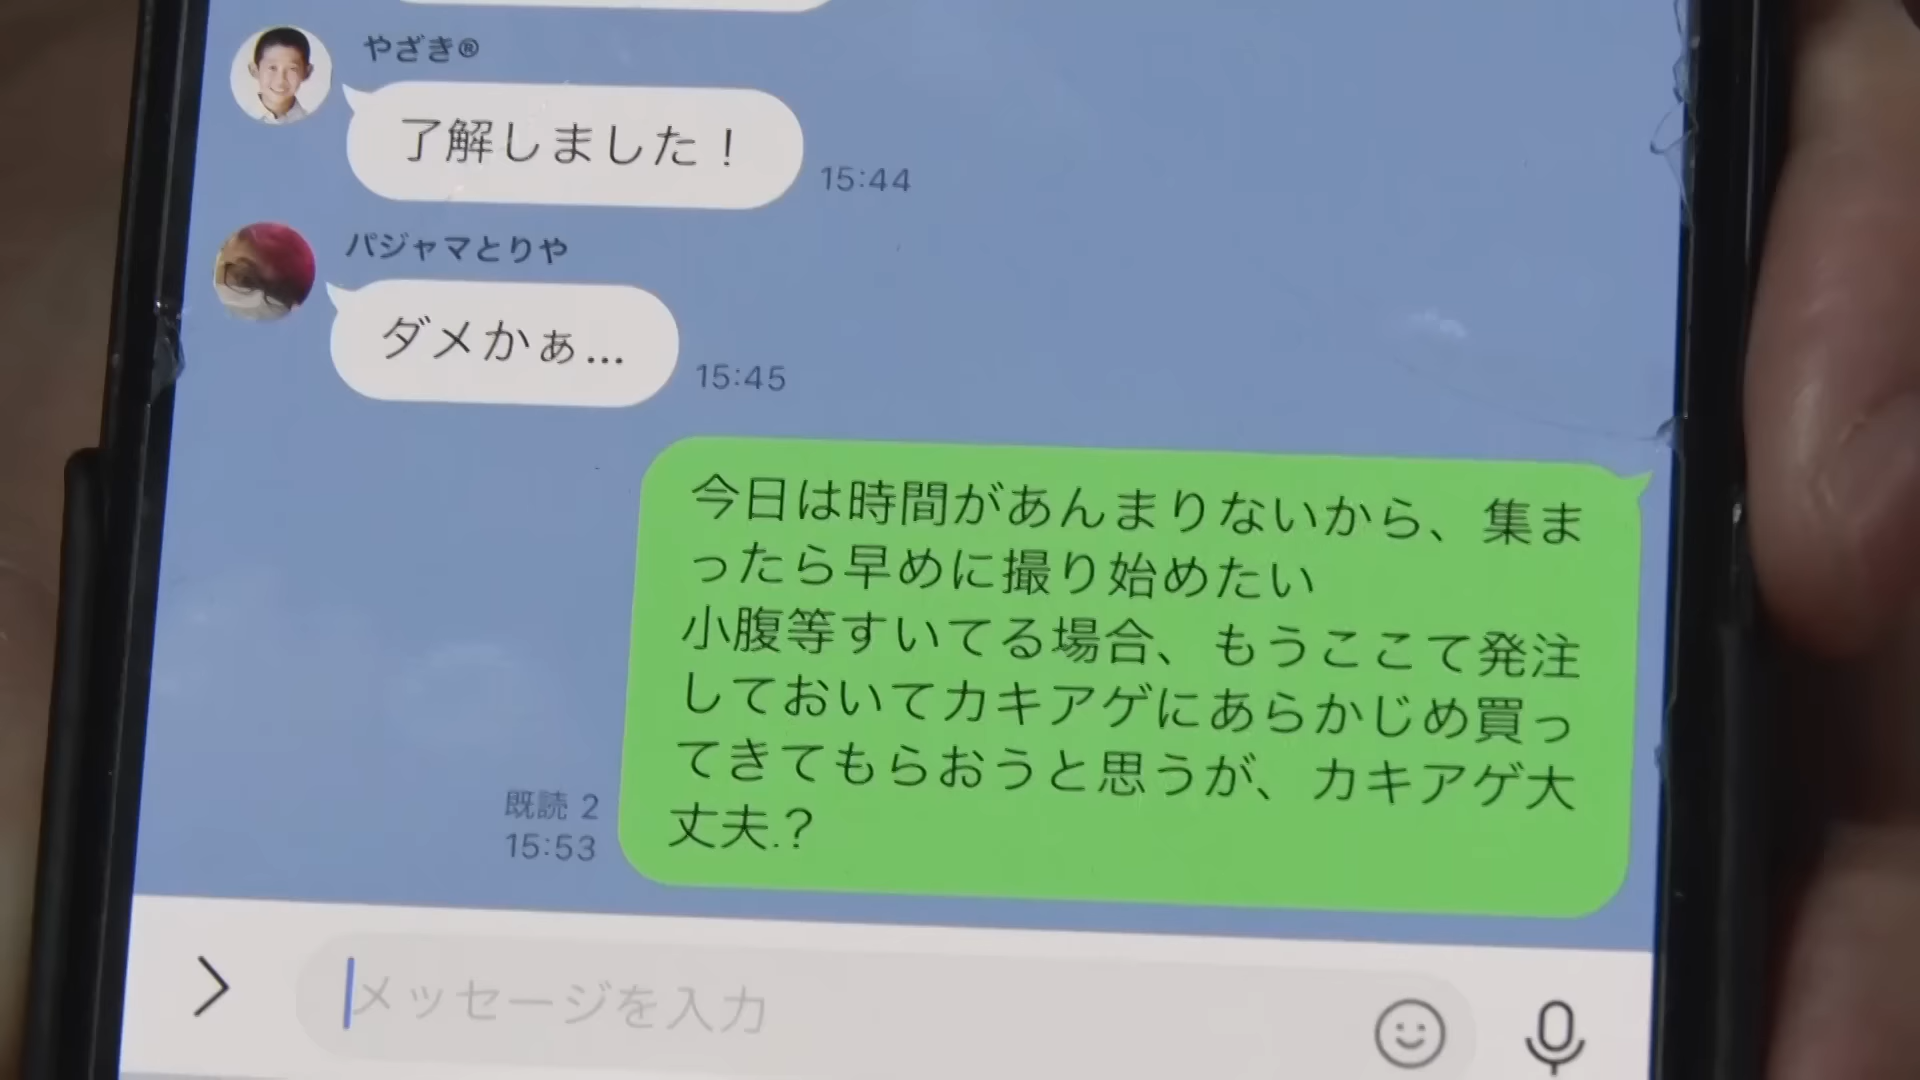 やざき®
了解しました！
15:44
パジャマとりや
ダメかぁ…
15:45
今日は時間があんまりないから、集ま
ったら早めに撮り始めたい
小腹等すいてる場合、もうここて発注
しておいてカキアゲにあらかじめ買っ
てきてもらおうと思うが、カキアゲ大
丈夫.？
既読 2
15:53
メッセージを入力